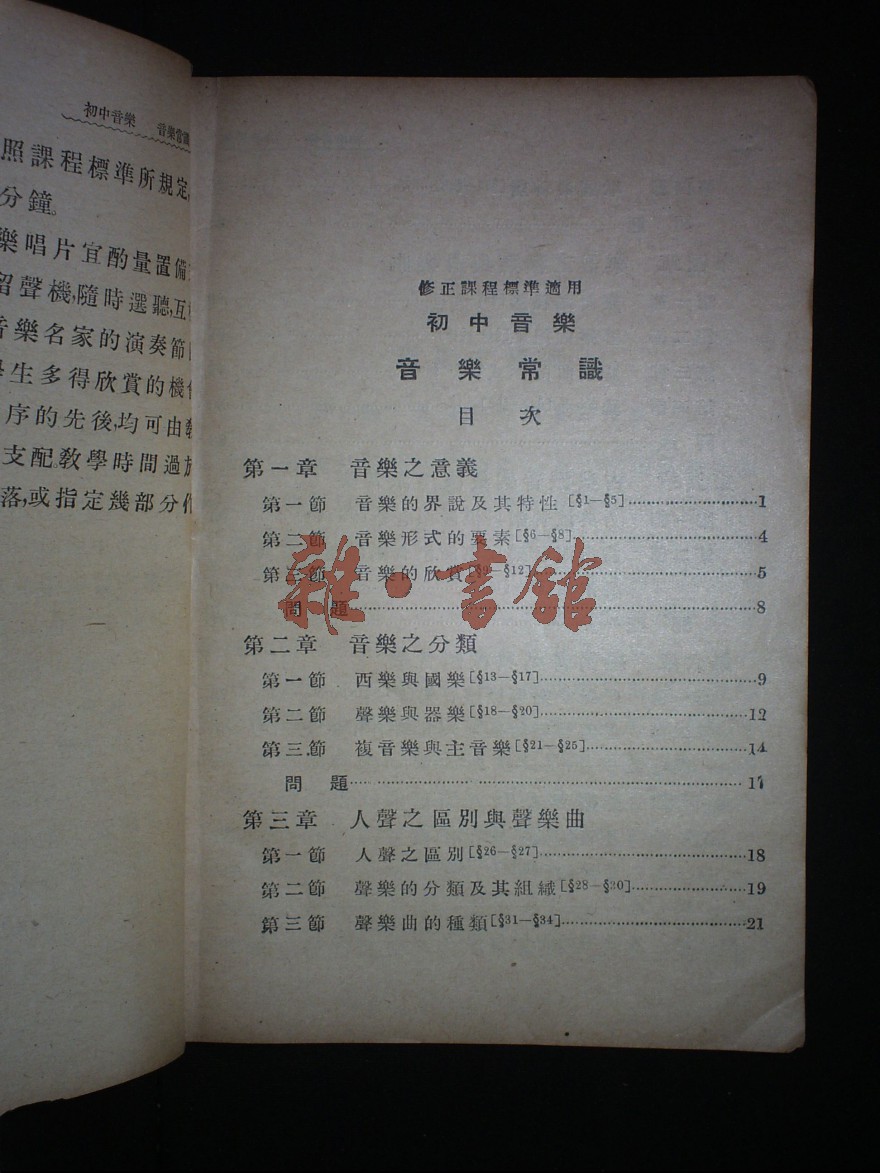 初中音樂 音樂常識
照課程標準所規定,
分鐘。
樂唱片宜酌量置備
留聲機,隨時選聽,互
音樂名家的演奏節
學生多得欣賞的機
序的先後,均可由教
支配。教學時間過
落,或指定幾部分作
修正課程標準適用
初中音樂
音樂常識
目次
第一章 音樂之意義
第一節 音樂的界說及其特性[§1—§5]……1
第二節 音樂形式的要素[§6—§8]……4
第三節 音樂的欣賞[§9—§12]……5
問題……8
第二章 音樂之分類
第一節 西樂與國樂[§13—§17]……9
第二節 聲樂與器樂[§18—§20]……12
第三節 複音樂與主音樂[§21—§25]……14
問題……17
第三章 人聲之區別與聲樂曲
第一節 人聲之區別[§26—§27]……18
第二節 聲樂的分類及其組織[§28—§30]……19
第三節 聲樂曲的種類[§31—§34]……21
雜·書館